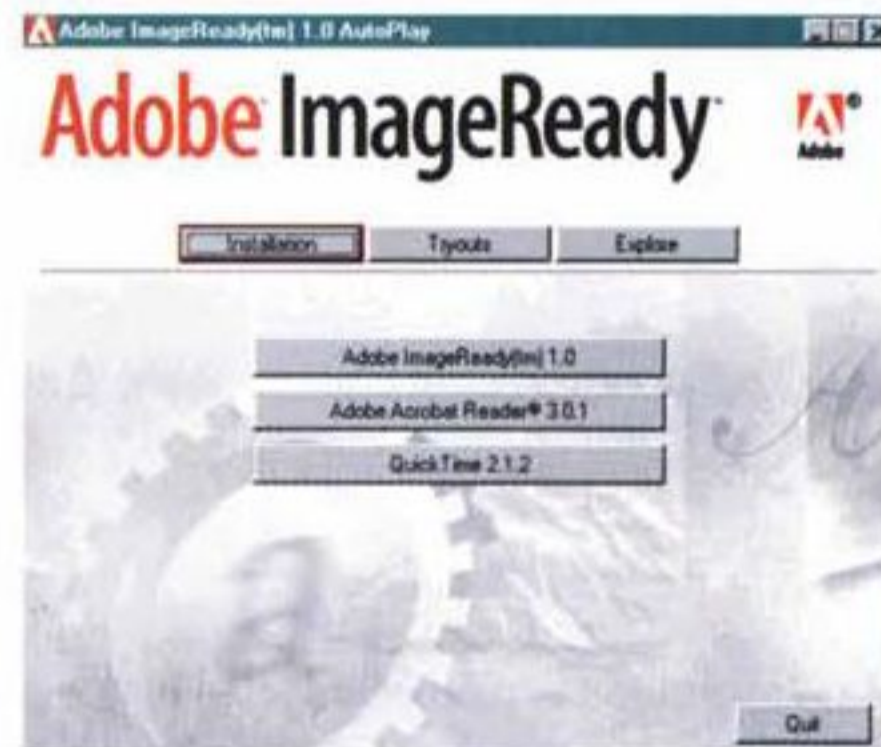 Adobe ImageReady(tm) 1.0 AutoPlay
Adobe ImageReady™
Adobe
Installation Tryouts Explore
Adobe ImageReady(tm) 1.0
Adobe Acrobat Reader® 3.0.1
QuickTime 2.1.2
a
Quit